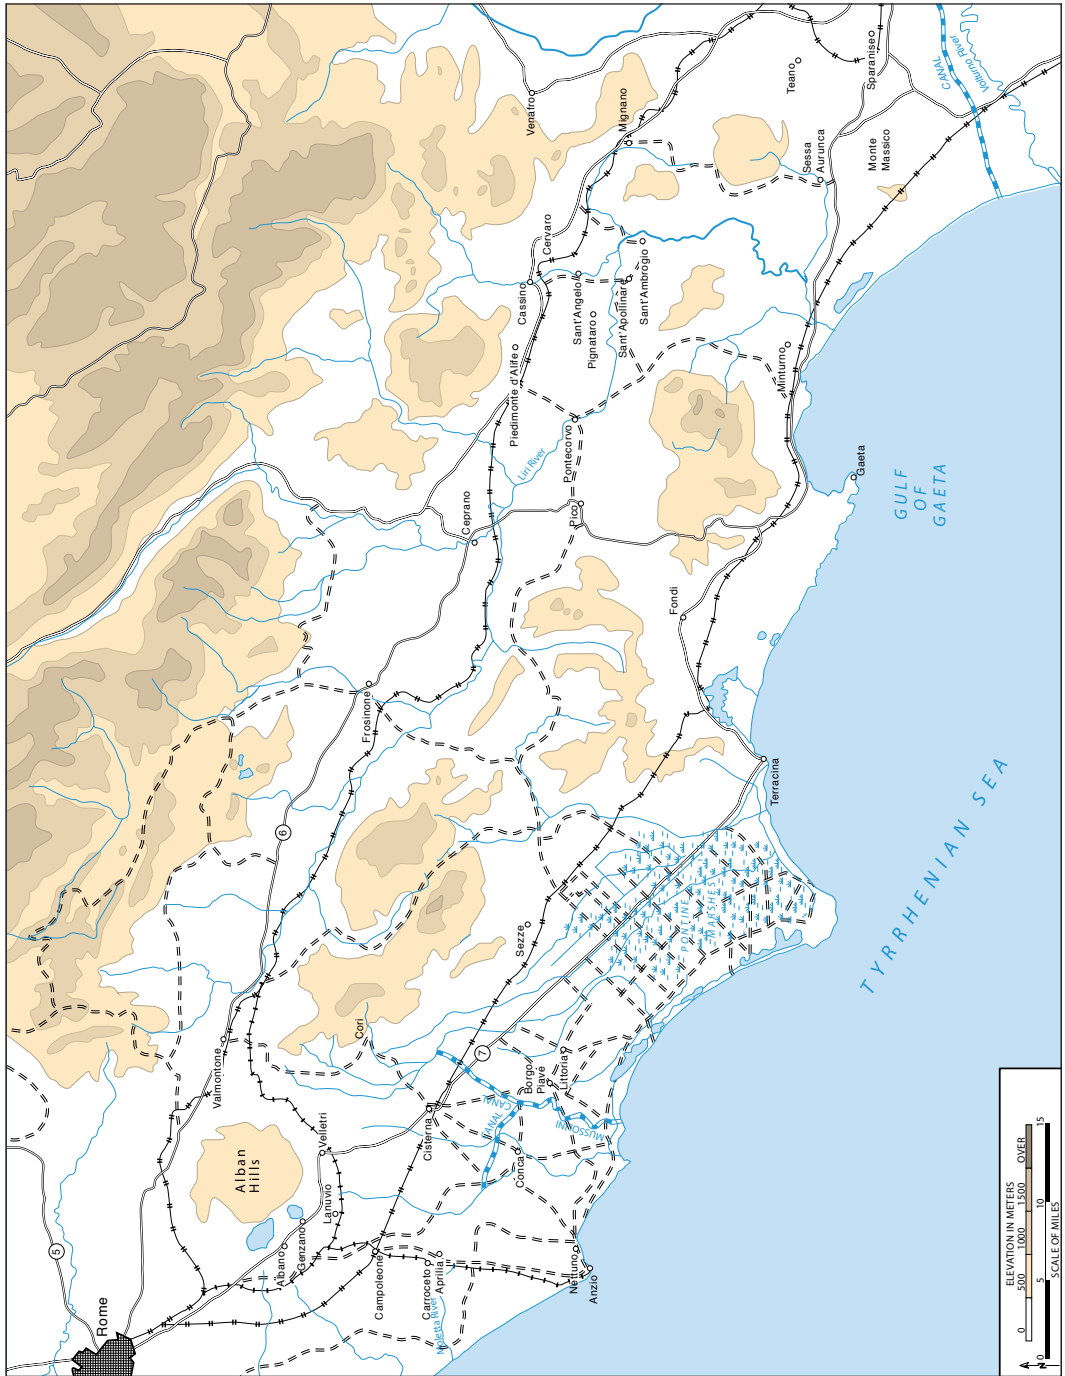 Rome
5
Albano
Genzano
Lanuvio
Velletri
Alban
Hills
Valmontone
6
Campoleone
Carroceto
Aprilia
Moletta River
Nettuno
Anzio
Cisterna
Cori
7
CANAL
CANAL
MUSSOLINI
Conca
Borgo
Piave
Littoria
Sezze
PONTINE
MARSHES
Frosinone
Terracina
Fondi
Ceprano
Pico
Pontecorvo
Liri River
Piedimonte d'Alife
Cassino
Cervaro
Sant'Angelo
Pignataro
Sant'Apollinare
Sant'Ambrogio
Minturno
Gaeta
GULF
OF
GAETA
Venafro
Mignano
Teano
Sparanise
Sessa
Aurunca
Monte
Massico
CANAL
Volturno River
TYRRHENIAN SEA
ELEVATION IN METERS
0 500 1000 1500 OVER
0 5 10 15
SCALE OF MILES
N